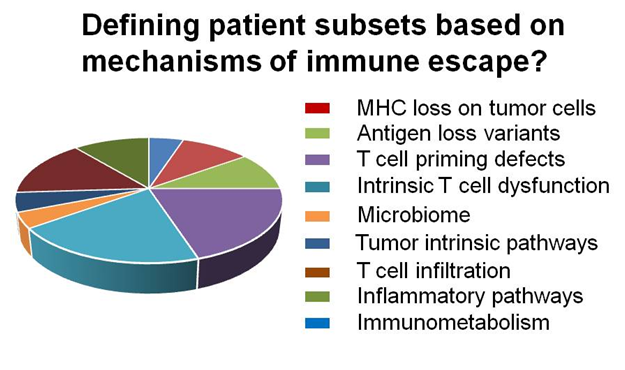 Defining patient subsets based on
mechanisms of immune escape?
MHC loss on tumor cells
Antigen loss variants
T cell priming defects
Intrinsic T cell dysfunction
Microbiome
Tumor intrinsic pathways
T cell infiltration
Inflammatory pathways
Immunometabolism